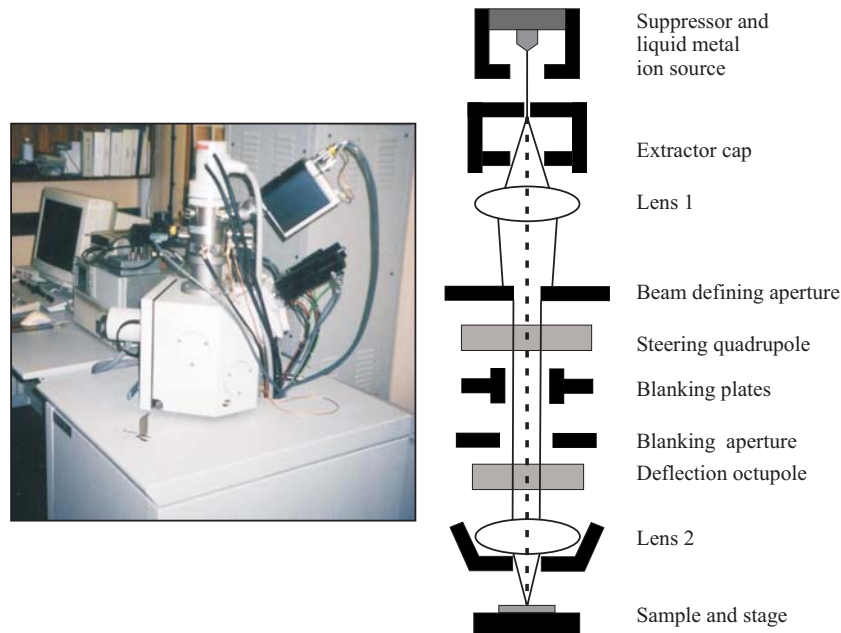 Suppressor and
liquid metal
ion source
Extractor cap
Lens 1
Beam defining aperture
Steering quadrupole
Blanking plates
Blanking aperture
Deflection octupole
Lens 2
Sample and stage